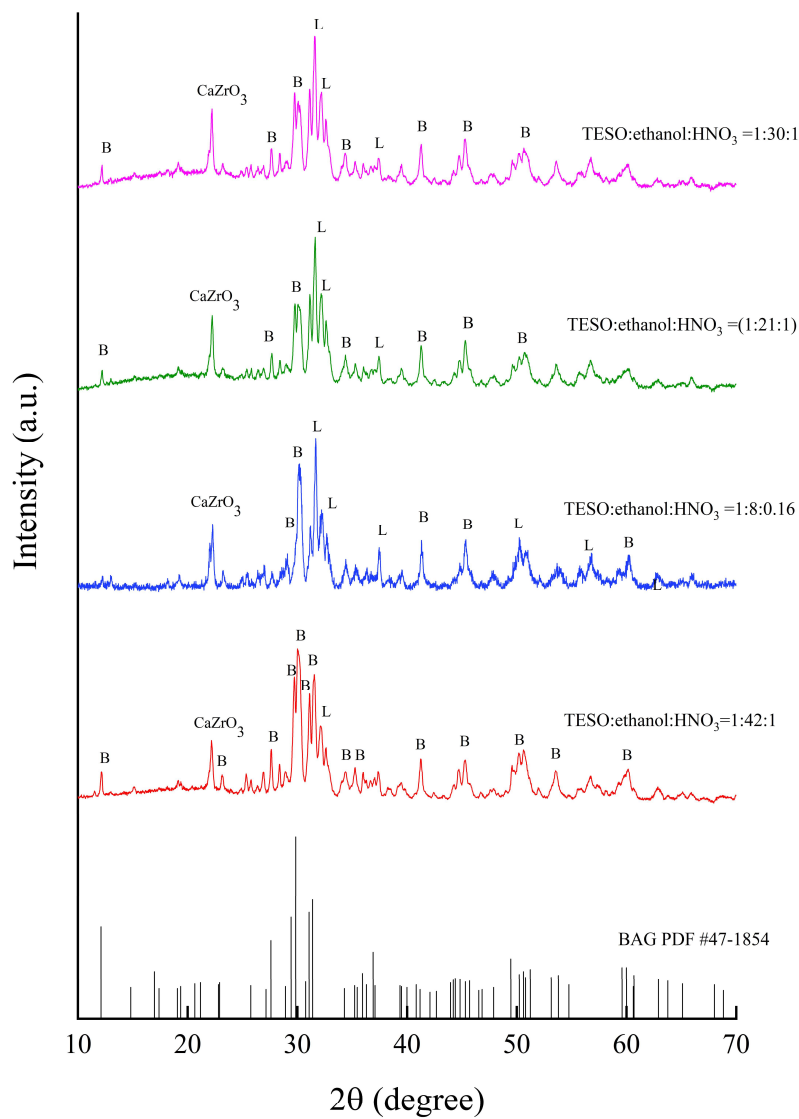 L
B
L
CaZrO3
B
B
B
B
B
B
L
TESO:ethanol:HNO3 =1:30:1
L
B
L
CaZrO3
B
B
B
L
B
B
B
TESO:ethanol:HNO3 =(1:21:1)
L
B
CaZrO3
L
B
L
B
B
L
L
B
L
TESO:ethanol:HNO3 =1:8:0.16
B
B
B
B
L
CaZrO3
B
B
B
B
B
B
B
B
B
B
TESO:ethanol:HNO3=1:42:1
BAG PDF #47-1854
Intensity (a.u.)
10 20 30 40 50 60 70
2θ (degree)